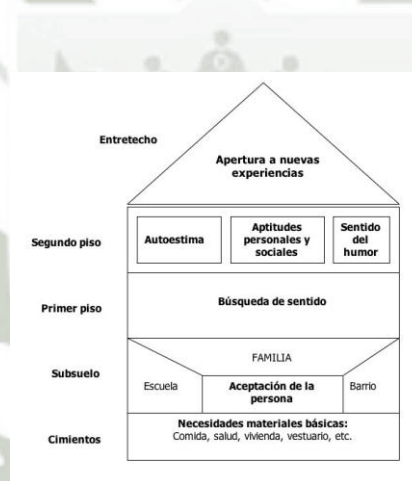 Entretecho
Apertura a nuevas
experiencias
Segundo piso
Autoestima
Aptitudes
personales y
sociales
Sentido
del
humor
Primer piso
Búsqueda de sentido
Subsuelo
FAMILIA
Escuela
Aceptación de la
persona
Barrio
Cimientos
Necesidades materiales básicas:
Comida, salud, vivienda, vestuario, etc.